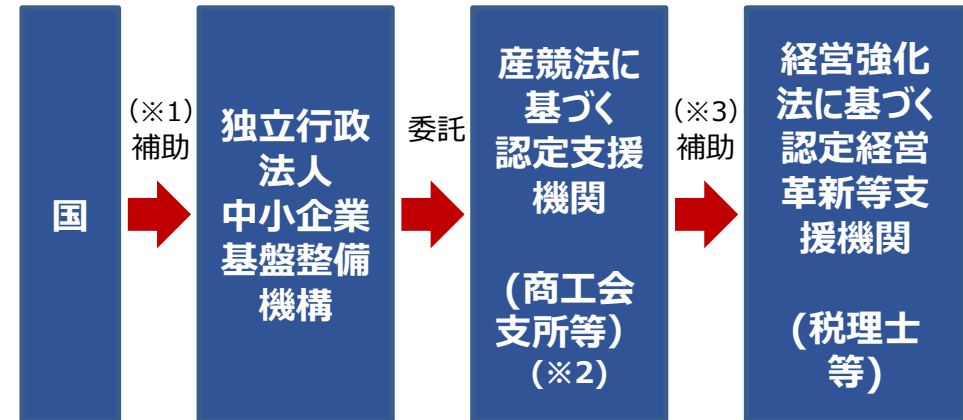 国
（※1）
補助
独立行政
法人
中小企業
基盤整備
機構
委託
産競法に
基づく
認定支援
機関
(商工会
支所等）
（※2）
（※3）
補助
経営強化
法に基づく
認定経営
革新等支
援機関
(税理士
等)